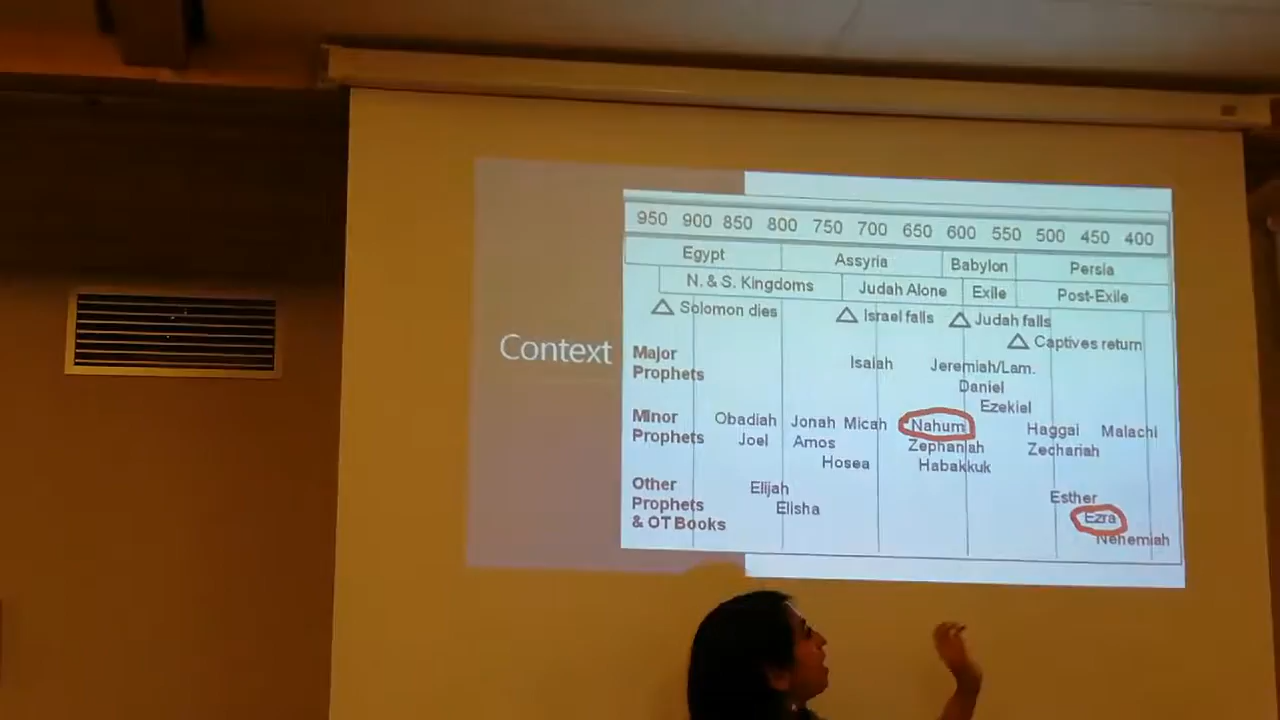 Context
950 900 850 800 750 700 650 600 550 500 450 400
Egypt Assyria Babylon Persia
N. & S. Kingdoms Judah Alone Exile Post-Exile
Solomon dies Israel falls Judah falls
Captives return
Major Isaiah Jeremiah/Lam.
Prophets Daniel
Ezekiel
Minor Obadiah Jonah Micah Nahum Haggai Malachi
Prophets Joel Amos Zephaniah Zechariah
Hosea Habakkuk
Other Elijah Esther
Prophets Elisha Ezra
& OT Books Nehemiah